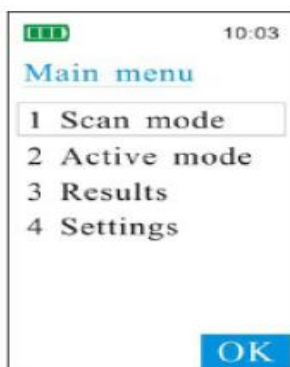 10:03
Main menu
1 Scan mode
2 Active mode
3 Results
4 Settings
OK